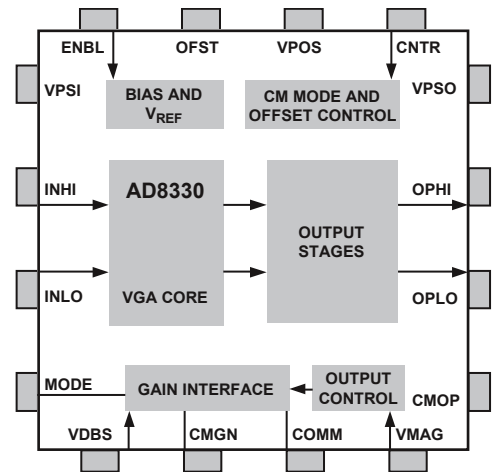 ENBL
OFST
VPOS
CNTR
VPSI
BIAS AND
VREF
CM MODE AND
OFFSET CONTROL
VPSO
INHI
AD8330
OPHI
OUTPUT
STAGES
INLO
VGA CORE
OPLO
MODE
GAIN INTERFACE
OUTPUT
CONTROL
CMOP
VDBS
CMGN
COMM
VMAG